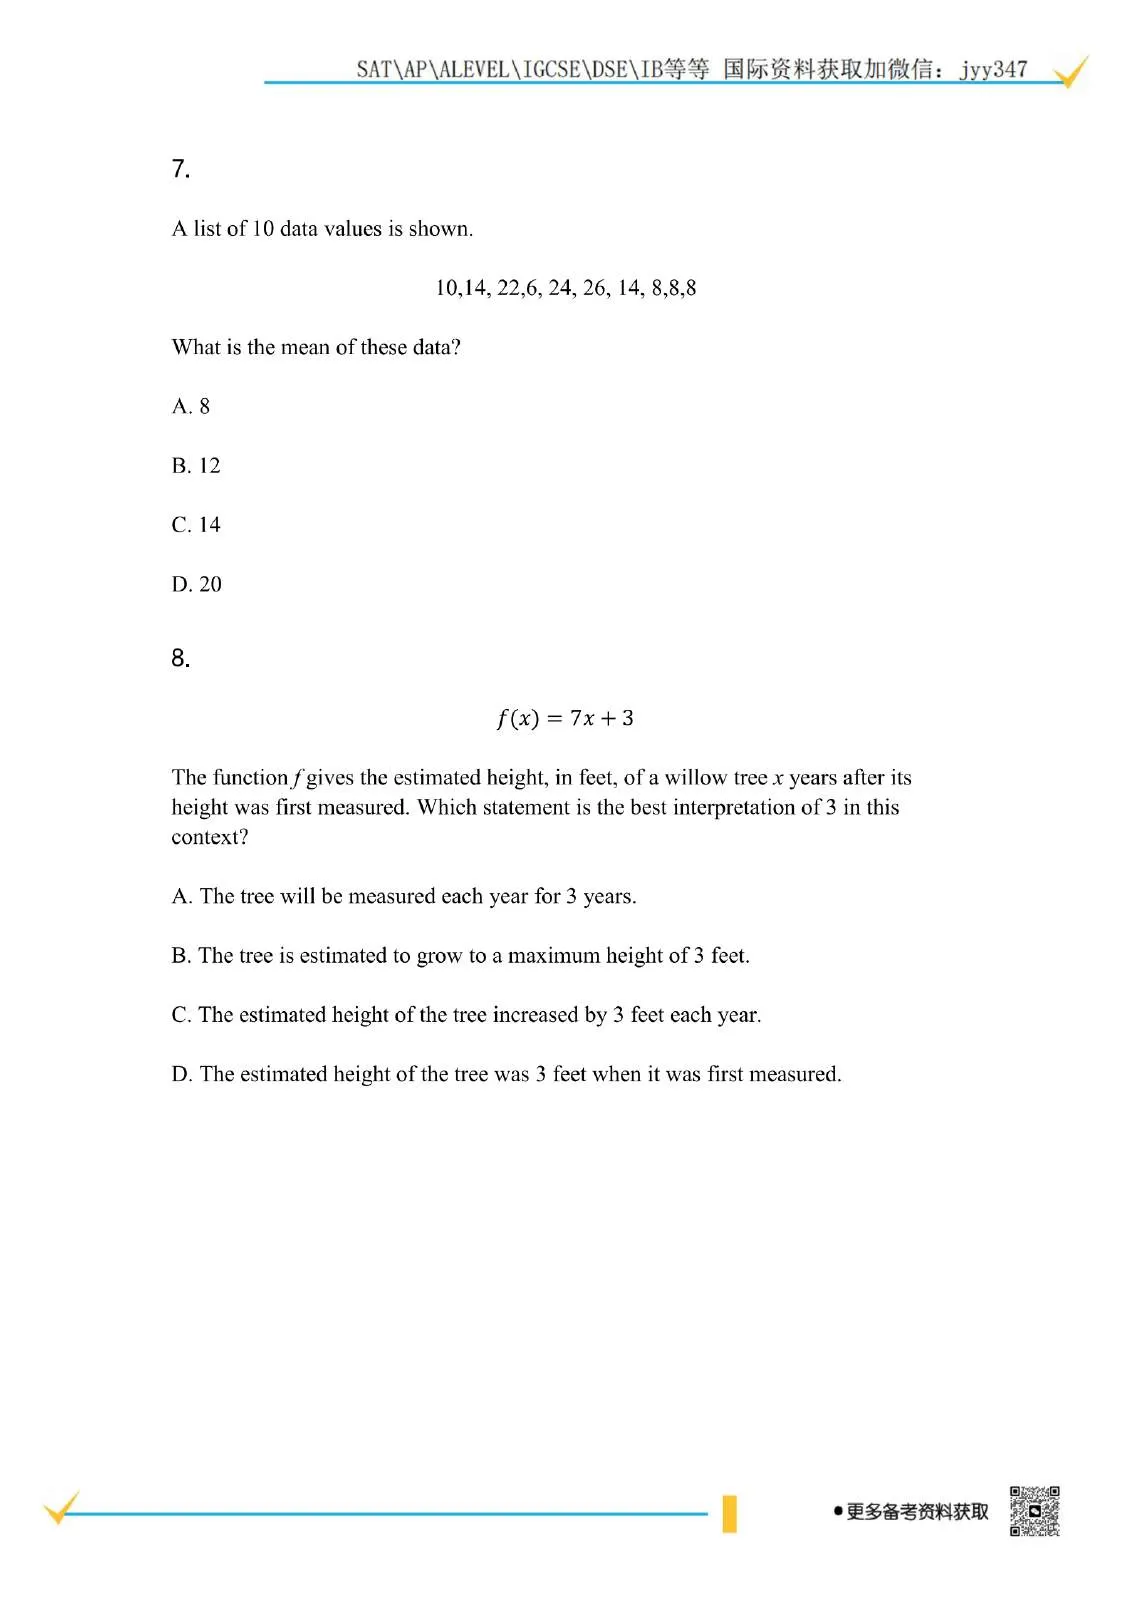 SAT\AP\ALEVEL\IGCSE\DSE\IB等等 国际资料获取加微信：jyy347
7.
A list of 10 data values is shown.
10,14, 22,6, 24, 26, 14, 8,8,8
What is the mean of these data?
A. 8
B. 12
C. 14
D. 20
8.
f(x) = 7x + 3
The function f gives the estimated height, in feet, of a willow tree x years after its
height was first measured. Which statement is the best interpretation of 3 in this
context?
A. The tree will be measured each year for 3 years.
B. The tree is estimated to grow to a maximum height of 3 feet.
C. The estimated height of the tree increased by 3 feet each year.
D. The estimated height of the tree was 3 feet when it was first measured.
•更多备考资料获取